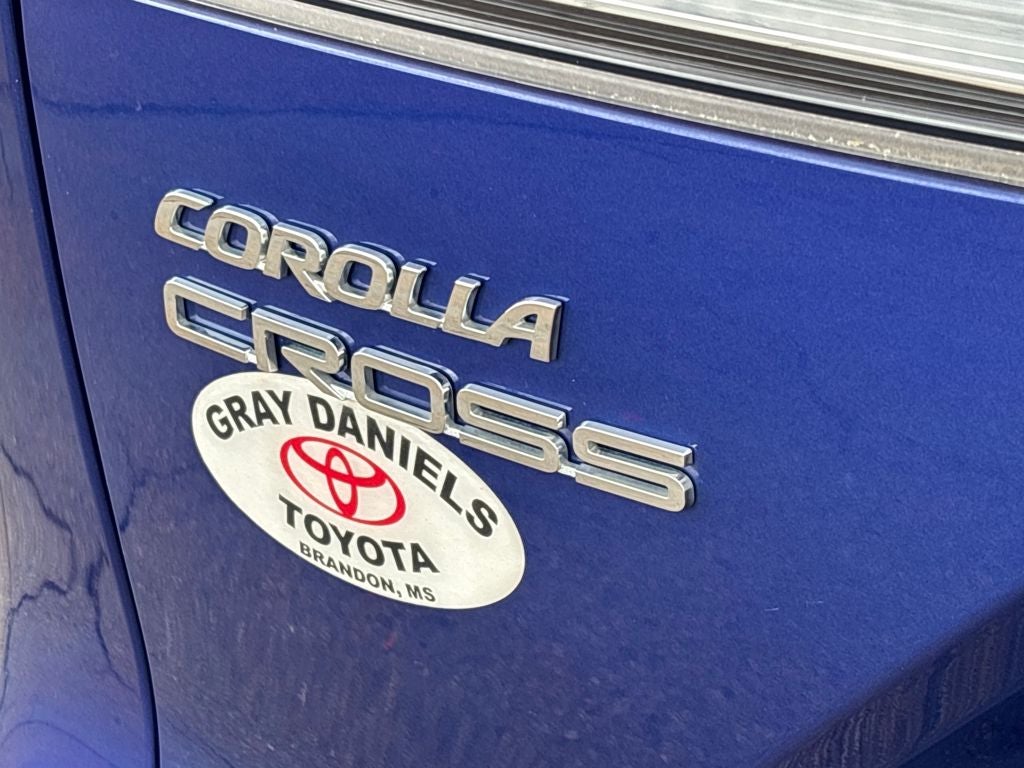 COROLLA
CROSS
GRAY DANIELS
TOYOTA
BRANDON, MS